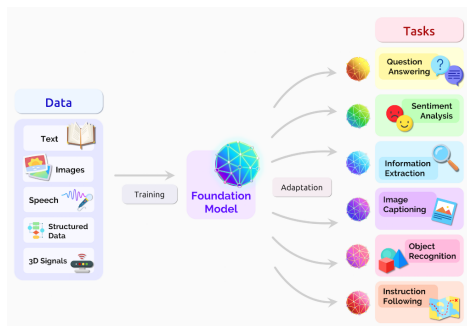 Data
Text
Images
Speech
Structured
Data
3D Signals
Training
Foundation
Model
Adaptation
Tasks
Question
Answering
?
Sentiment
Analysis
Information
Extraction
Image
Captioning
Object
Recognition
Instruction
Following